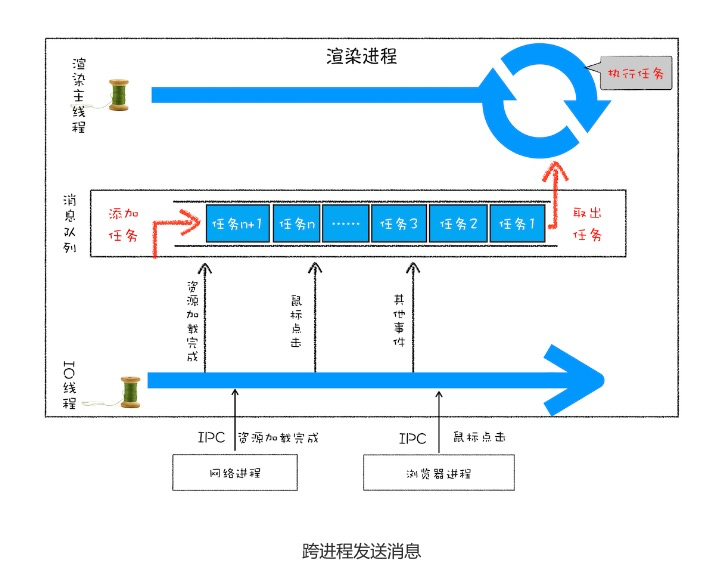 渲染进程
渲染主线程
执行任务
消息队列
添加任务
任务n+1
任务n
……
任务3
任务2
任务1
取出任务
资源加载完成
鼠标点击
其他事件
IO线程
IPC 资源加载完成
IPC 鼠标点击
网络进程
浏览器进程
跨进程发送消息